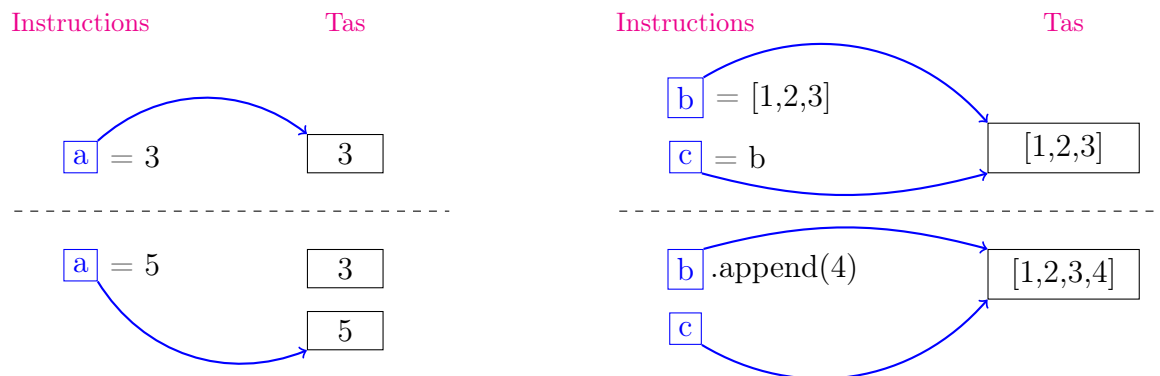 Instructions Tas
a = 3 3
a = 5 3
5
Instructions Tas
b = [1,2,3] [1,2,3]
c = b
b .append(4) [1,2,3,4]
c